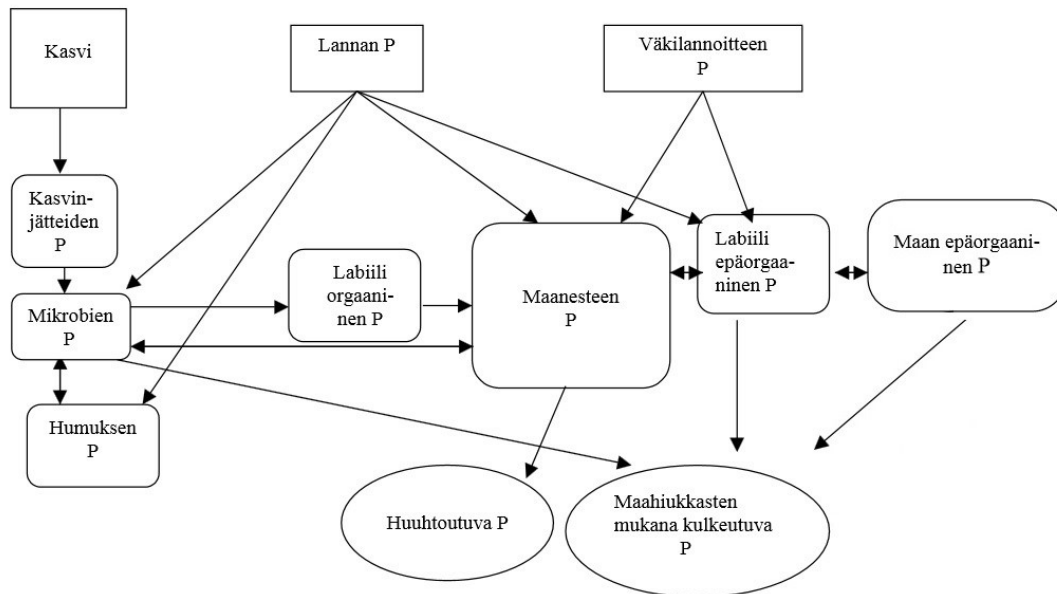 Kasvi
Lannan P
Väkilannoitteen
P
Kasvin-
jätteiden
P
Labiili
orgaani-
nen P
Maanesteen
P
Labiili
epäorgaa-
ninen P
Maan epäorgaani-
nen P
Mikrobien
P
Humuksen
P
Huuhtoutuva P
Maahiukkasten
mukana kulkeutuva
P